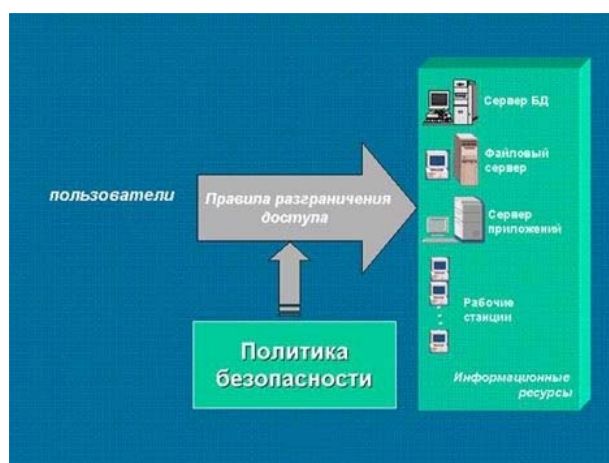 пользователи
Правила разграничения
доступа
Политика
безопасности
Сервер БД
Файловый
сервер
Сервер
приложений
Рабочие
станции
Информационные
ресурсы